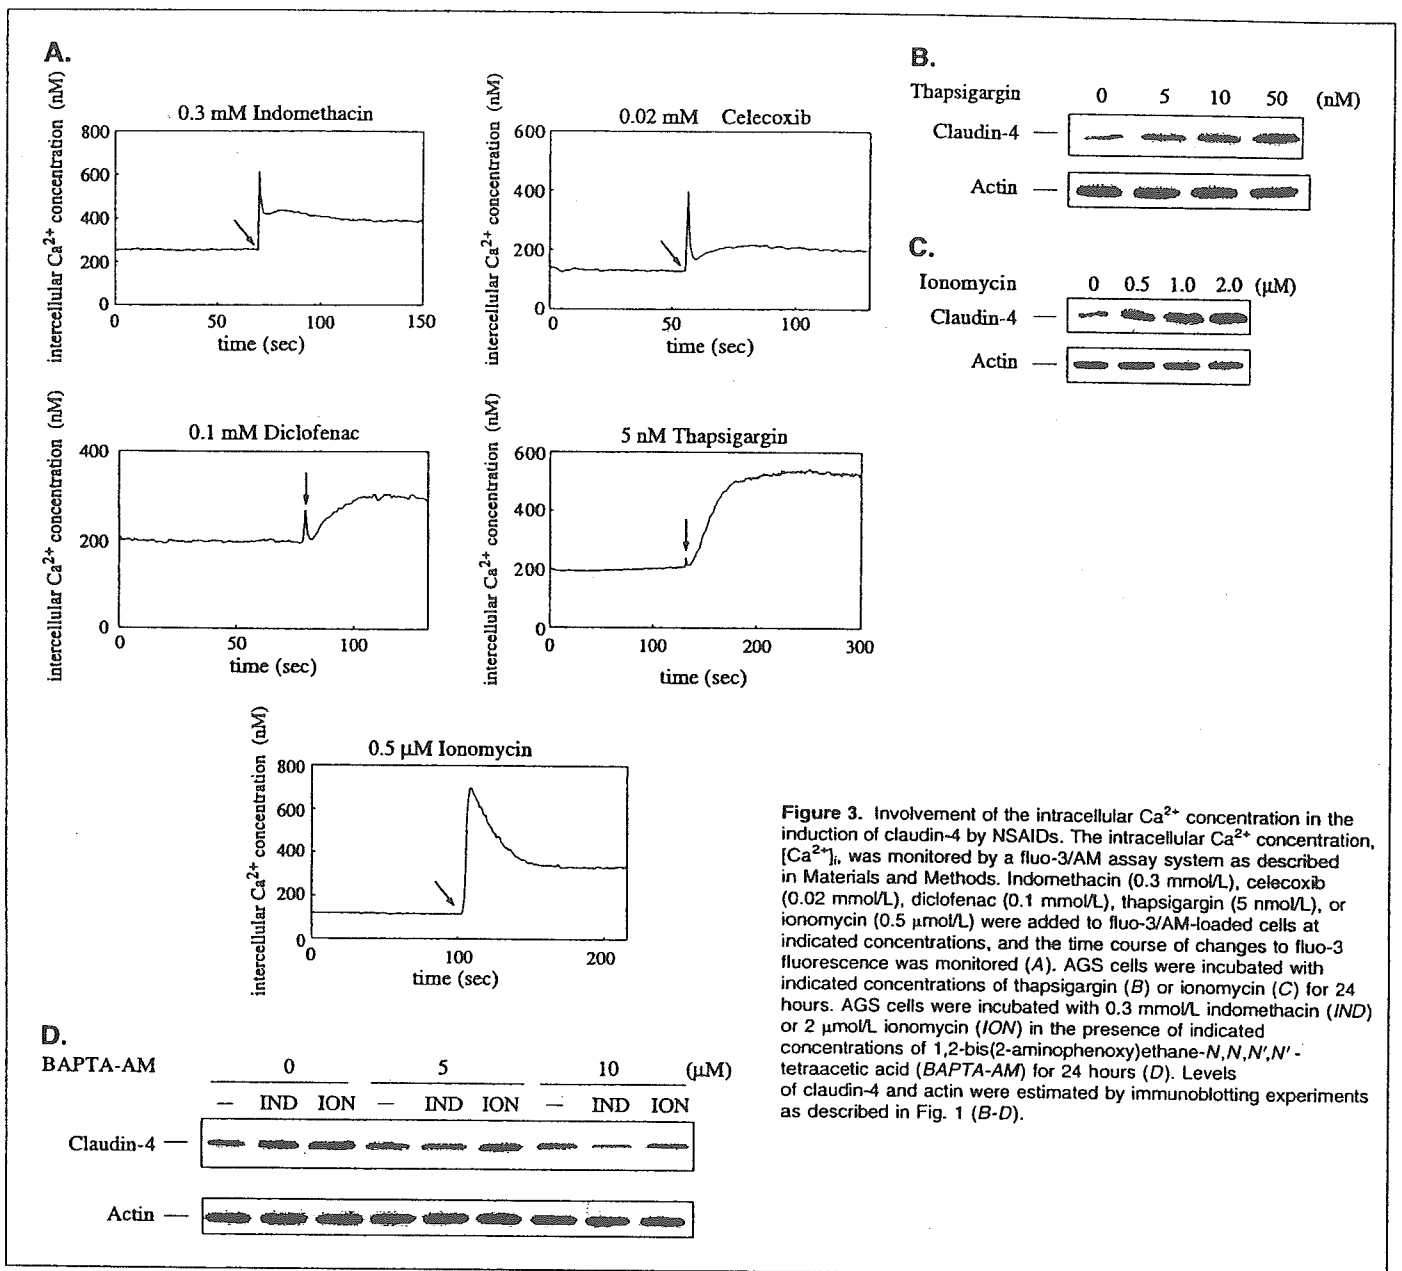 A.
intercellular Ca2+ concentration (nM)
0.3 mM Indomethacin
800
600
400
200
0
0 50 100 150
time (sec)
intercellular Ca2+ concentration (nM)
0.02 mM Celecoxib
600
400
200
0
0 50 100
time (sec)
intercellular Ca2+ concentration (nM)
0.1 mM Diclofenac
400
200
0
0 50 100
time (sec)
intercellular Ca2+ concentration (nM)
5 nM Thapsigargin
600
400
200
0
0 100 200 300
time (sec)
intercellular Ca2+ concentration (nM)
0.5 μM Ionomycin
800
600
400
200
0
0 100 200
time (sec)
B.
Thapsigargin 0 5 10 50 (nM)
Claudin-4 —
Actin —
C.
Ionomycin 0 0.5 1.0 2.0 (μM)
Claudin-4 —
Actin —
D.
BAPTA-AM 0 5 10 (μM)
— IND ION — IND ION — IND ION
Claudin-4 —
Actin —
Figure 3. Involvement of the intracellular Ca2+ concentration in the
induction of claudin-4 by NSAIDs. The intracellular Ca2+ concentration,
[Ca2+]i, was monitored by a fluo-3/AM assay system as described
in Materials and Methods. Indomethacin (0.3 mmol/L), celecoxib
(0.02 mmol/L), diclofenac (0.1 mmol/L), thapsigargin (5 nmol/L), or
ionomycin (0.5 μmol/L) were added to fluo-3/AM-loaded cells at
indicated concentrations, and the time course of changes to fluo-3
fluorescence was monitored (A). AGS cells were incubated with
indicated concentrations of thapsigargin (B) or ionomycin (C) for 24
hours. AGS cells were incubated with 0.3 mmol/L indomethacin (IND)
or 2 μmol/L ionomycin (ION) in the presence of indicated
concentrations of 1,2-bis(2-aminophenoxy)ethane-N,N,N′,N′ -
tetraacetic acid (BAPTA-AM) for 24 hours (D). Levels
of claudin-4 and actin were estimated by immunoblotting experiments
as described in Fig. 1 (B-D).